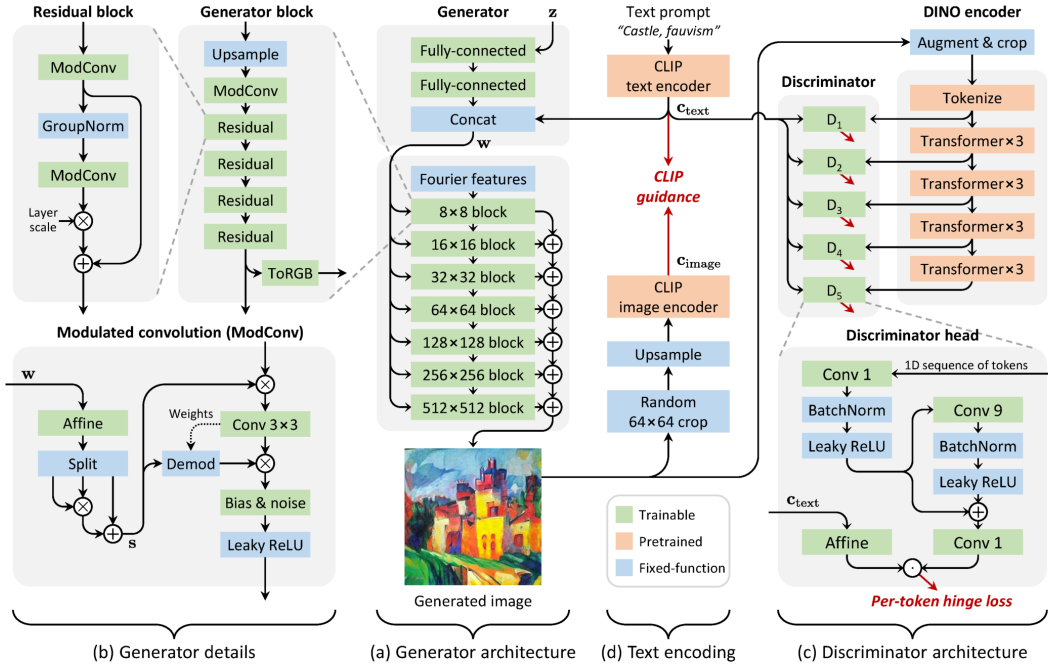 Residual block
ModConv
GroupNorm
ModConv
Layer
scale
×
+
Generator block
Upsample
ModConv
Residual
Residual
Residual
Residual
ToRGB
Modulated convolution (ModConv)
w
Affine
Split
×
+
s
Weights
Demod
×
Conv 3×3
×
Bias & noise
Leaky ReLU
(b) Generator details
Generator
z
Fully-connected
Fully-connected
Concat
w
Fourier features
8×8 block
16×16 block
+
32×32 block
+
64×64 block
+
128×128 block
+
256×256 block
+
512×512 block
+
Generated image
(a) Generator architecture
Text prompt
“Castle, fauvism”
CLIP
text encoder
c_text
CLIP
guidance
c_image
CLIP
image encoder
Upsample
Random
64×64 crop
Trainable
Pretrained
Fixed-function
(d) Text encoding
DINO encoder
Augment & crop
Tokenize
Transformer×3
Transformer×3
Transformer×3
Transformer×3
Discriminator
D₁
D₂
D₃
D₄
D₅
Discriminator head
1D sequence of tokens
Conv 1
BatchNorm
Leaky ReLU
Conv 9
BatchNorm
Leaky ReLU
+
c_text
Affine
Conv 1
·
Per-token hinge loss
(c) Discriminator architecture